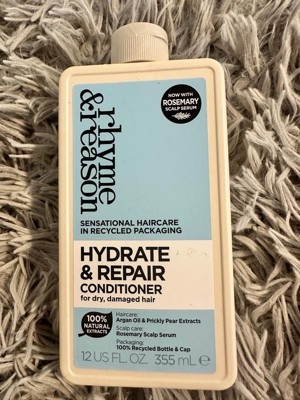 rhyme
&reason
NOW WITH
ROSEMARY
SCALP SERUM
SENSATIONAL HAIRCARE
IN RECYCLED PACKAGING
HYDRATE
& REPAIR
CONDITIONER
for dry, damaged hair
100%
NATURAL
EXTRACTS
Haircare:
Argan Oil & Prickly Pear Extracts
Scalp care:
Rosemary Scalp Serum
Packaging:
100% Recycled Bottle & Cap
12 US FL. OZ. 355 mL ℮